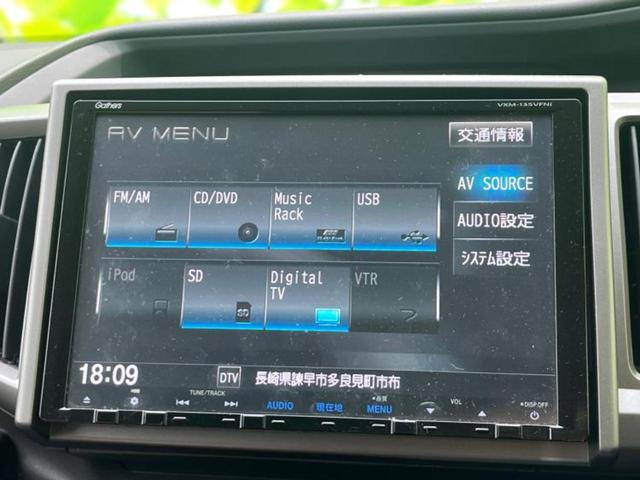 Gathers
VXM-135VFNi
AV MENU
交通情報
FM/AM
CD/DVD
Music Rack
USB
AV SOURCE
AUDIO設定
システム設定
iPod
SD
Digital TV
VTR
SD
18:09
DTV
長崎県諫早市多良見町市布
TUNE/TRACK
AUDIO
現在地
画質
MENU
VOL
DISP.OFF